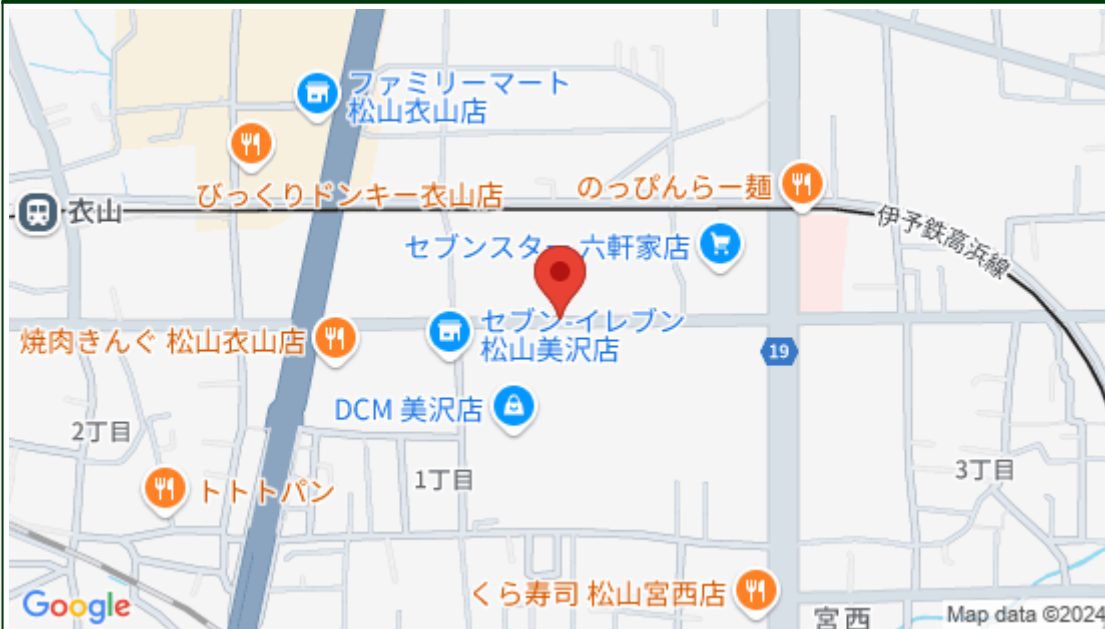 ファミリーマート
松山衣山店
びっくりドンキー衣山店
のっぴんらー麺
衣山
伊予鉄高浜線
セブンスター 六軒家店
セブン-イレブン
松山美沢店
焼肉きんぐ 松山衣山店
19
DCM 美沢店
2丁目
1丁目
3丁目
トトトパン
くら寿司 松山宮西店
宮西
Google
Map data ©2024